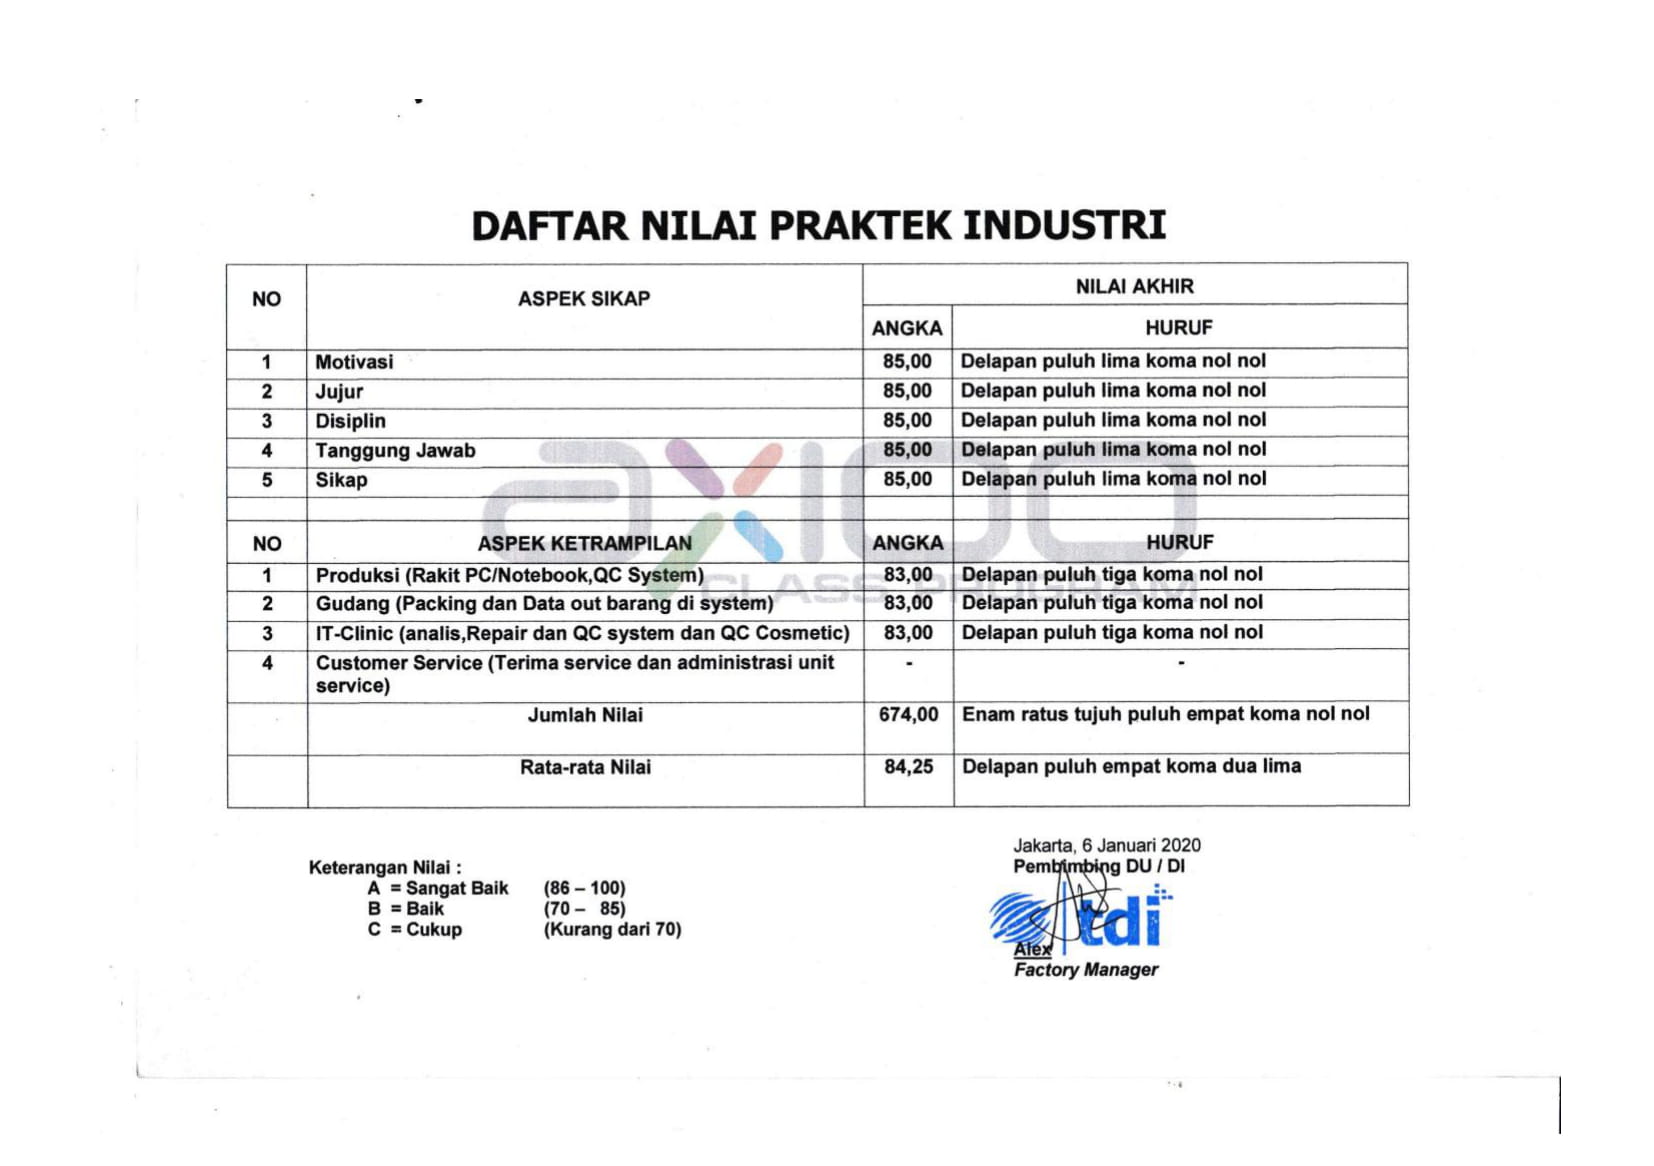 DAFTAR NILAI PRAKTEK INDUSTRI
NO ASPEK SIKAP NILAI AKHIR
ANGKA HURUF
1 Motivasi 85,00 Delapan puluh lima koma nol nol
2 Jujur 85,00 Delapan puluh lima koma nol nol
3 Disiplin 85,00 Delapan puluh lima koma nol nol
4 Tanggung Jawab 85,00 Delapan puluh lima koma nol nol
5 Sikap 85,00 Delapan puluh lima koma nol nol
axioo
CLASS PROGRAM
NO ASPEK KETRAMPILAN ANGKA HURUF
1 Produksi (Rakit PC/Notebook,QC System) 83,00 Delapan puluh tiga koma nol nol
2 Gudang (Packing dan Data out barang di system) 83,00 Delapan puluh tiga koma nol nol
3 IT-Clinic (analis,Repair dan QC system dan QC Cosmetic) 83,00 Delapan puluh tiga koma nol nol
4 Customer Service (Terima service dan administrasi unit - -
service)
Jumlah Nilai 674,00 Enam ratus tujuh puluh empat koma nol nol
Rata-rata Nilai 84,25 Delapan puluh empat koma dua lima
Keterangan Nilai :
A = Sangat Baik (86 – 100)
B = Baik (70 – 85)
C = Cukup (Kurang dari 70)
Jakarta, 6 Januari 2020
Pembimbing DU / DI
tdi
Alex
Factory Manager